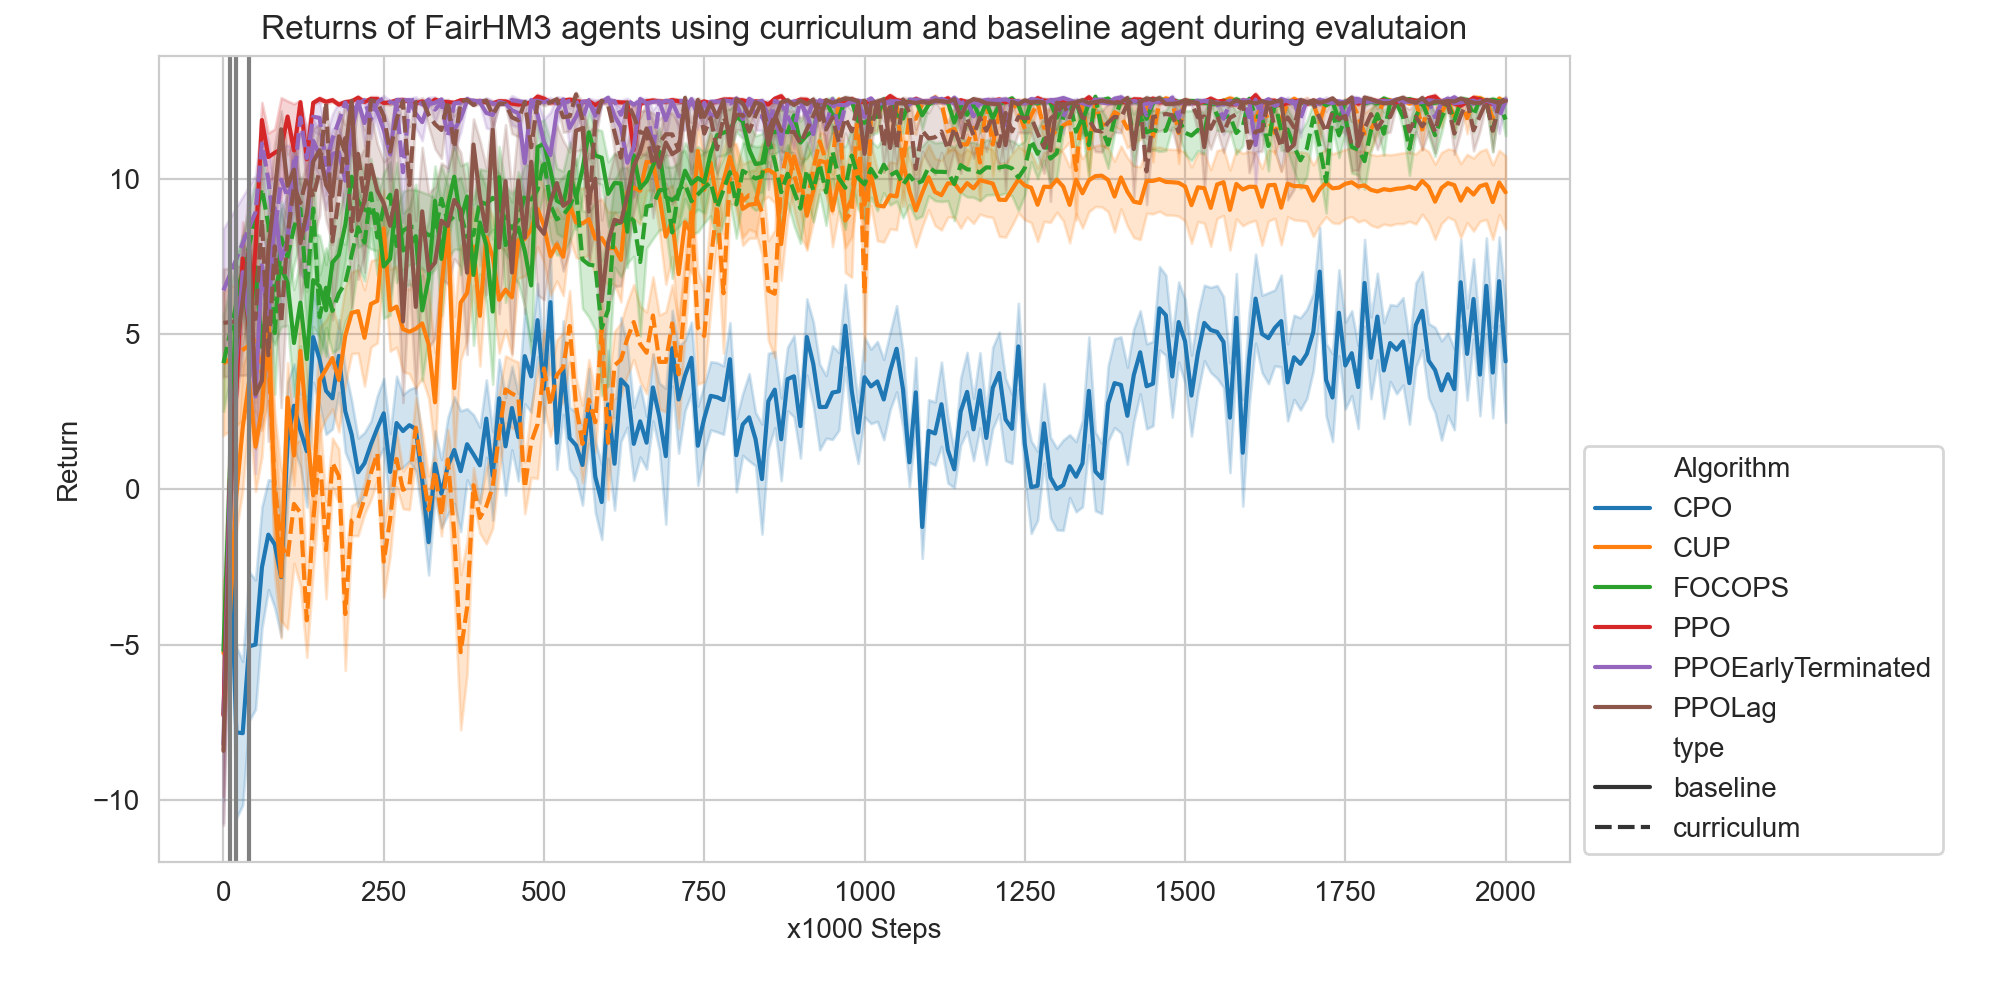 Returns of FairHM3 agents using curriculum and baseline agent during evalutaion
Return
10
5
0
−5
−10
0 250 500 750 1000 1250 1500 1750 2000
x1000 Steps
Algorithm
CPO
CUP
FOCOPS
PPO
PPOEarlyTerminated
PPOLag
type
baseline
curriculum